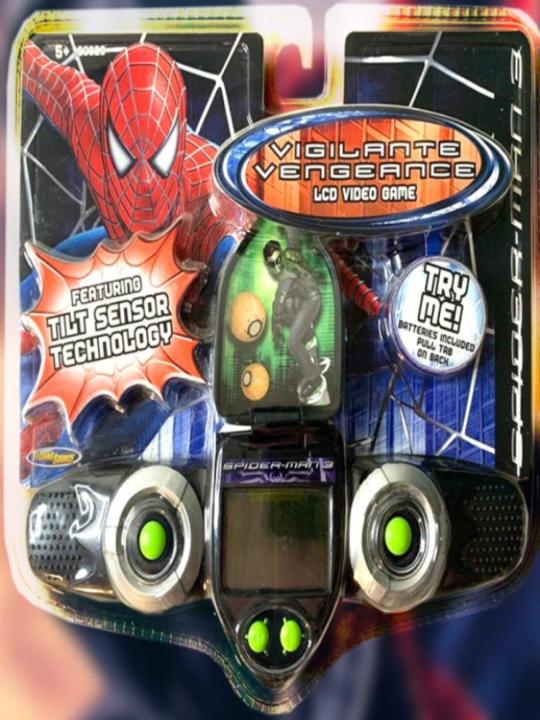 5+ 90820
VIGILANTE
VENGEANCE
LCD VIDEO GAME
FEATURING
TILT SENSOR
TECHNOLOGY
TRY
ME!
BATTERIES INCLUDED
PULL TAB
ON BACK
SPIDER-MAN 3
SPIDER-MAN 3